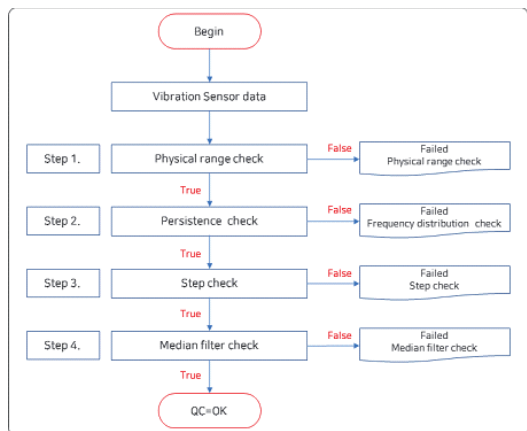 Begin
Vibration Sensor data
Step 1.
Physical range check
False
Failed
Physical range check
True
Step 2.
Persistence check
False
Failed
Frequency distribution check
True
Step 3.
Step check
False
Failed
Step check
True
Step 4.
Median filter check
False
Failed
Median filter check
True
QC=OK